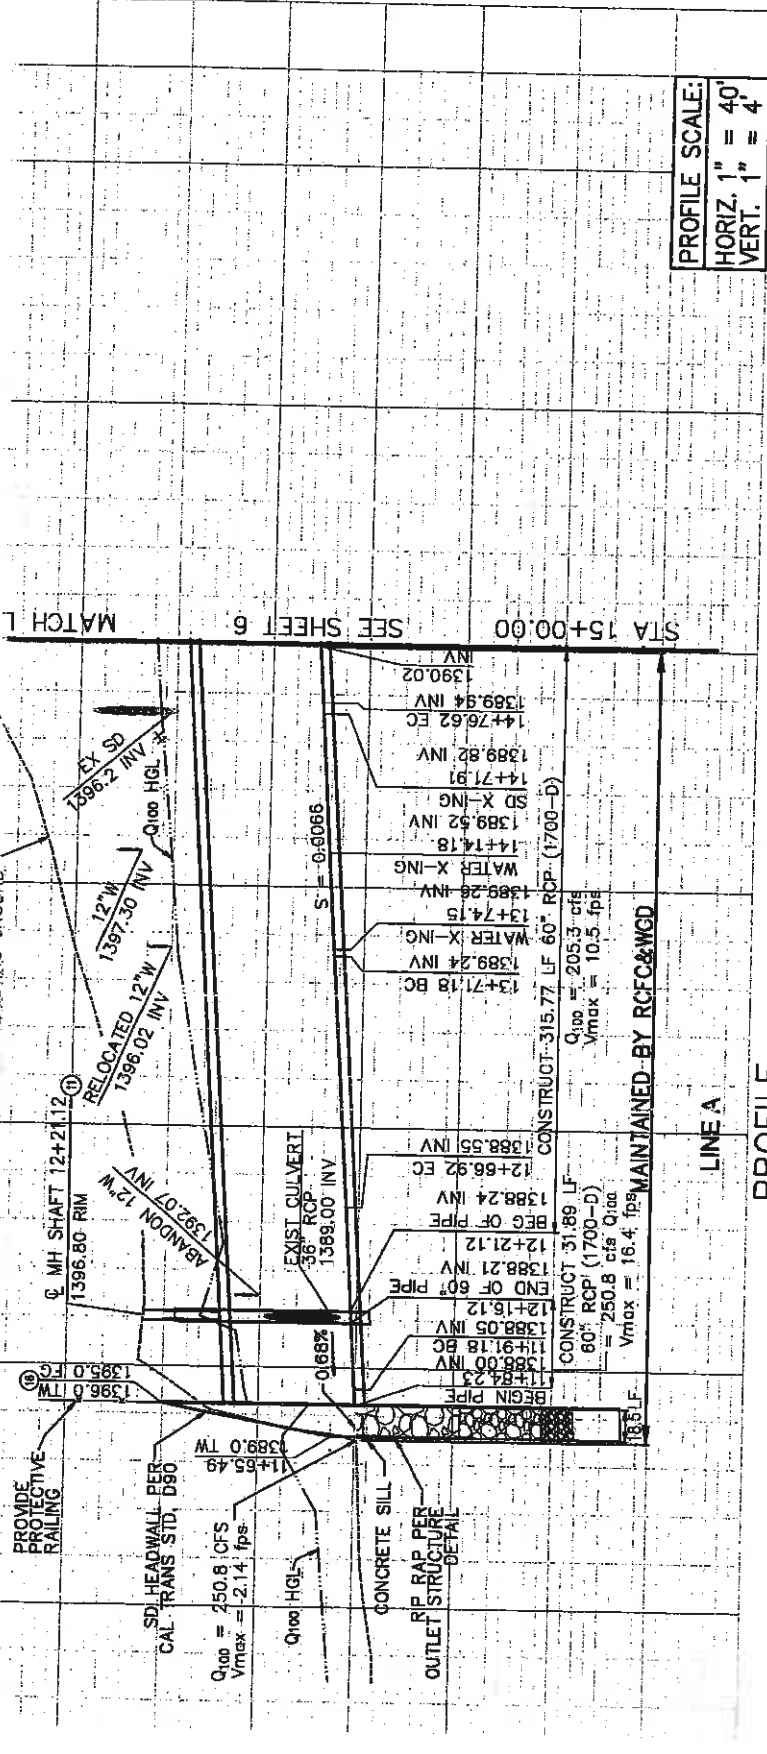 PROVIDE
PROTECTIVE
RAILING
18
1396.0 TW
1395.0 FG
SD HEADWALL PER
CAL TRANS STD. D90
11+65.49
1389.0 TW
Q100 = 250.8 CFS
Vmax = 2.14 fps
Q100 HGL
CONCRETE SILL
RIP RAP PER
OUTLET STRUCTURE
DETAIL
18.5 LF
℄ MH SHAFT 12+21.12
11
1396.80 RIM
ABANDON 12"W
1392.07 INV
RELOCATED 12"W
1396.02 INV
12"W
1397.30 INV
EX SD
1396.2 INV ±
Q100 HGL
EXIST CULVERT
36" RCP
1389.00 INV
0.68%
S = 0.0066
BEGIN PIPE
11+84.23
1388.00 INV
11+91.18 BC
1388.05 INV
12+16.12
END OF 60" PIPE
1388.21 INV
12+21.12
BEG OF PIPE
1388.24 INV
12+66.92 EC
1388.55 INV
13+71.18 BC
1389.24 INV
WATER X-ING
13+74.15
1389.26 INV
WATER X-ING
14+14.18
1389.52 INV
SD X-ING
14+71.91
1389.82 INV
14+76.62 EC
1389.94 INV
1390.02
INV
CONSTRUCT 31.89 LF
60" RCP (1700-D)
Q100 = 250.8 cfs
Vmax = 16.4 fps
CONSTRUCT 315.77 LF 60" RCP (1700-D)
Q100 = 205.3 cfs
Vmax = 10.5 fps
MAINTAINED BY RCFC&WCD
STA 15+00.00 SEE SHEET 6 MATCH L
LINE A
PROFILE
PROFILE SCALE:
HORIZ. 1" = 40'
VERT. 1" = 4'